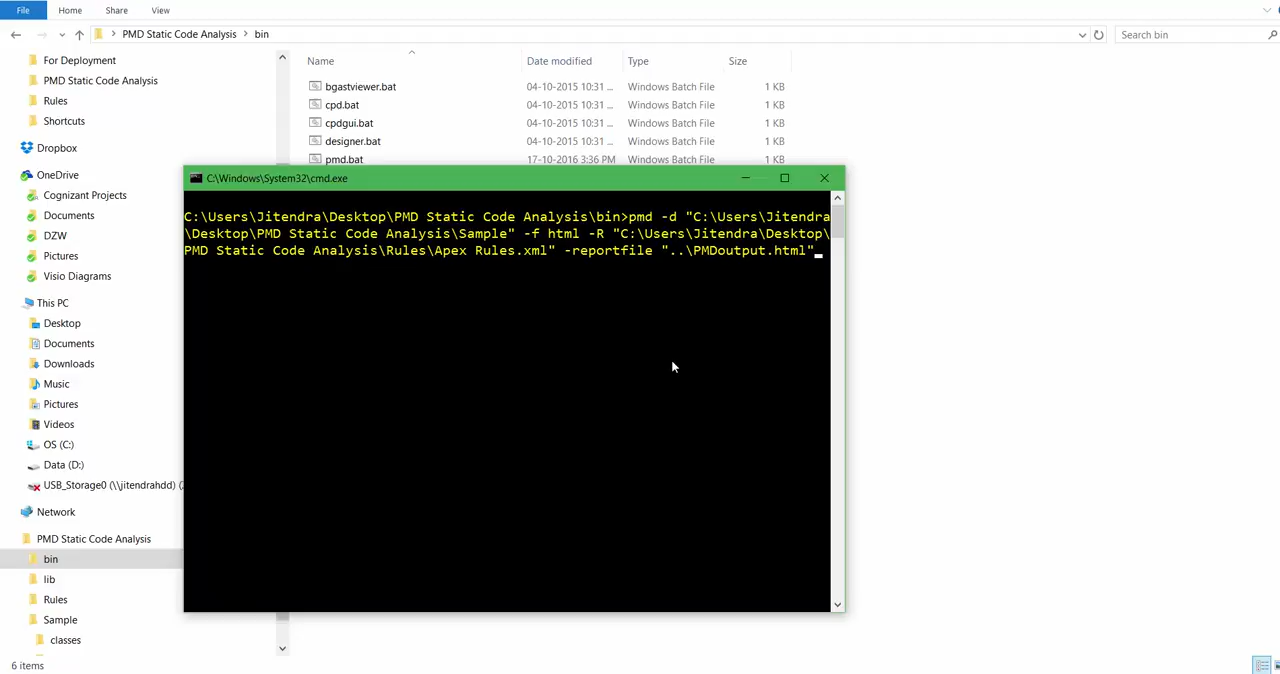 File Home Share View
PMD Static Code Analysis > bin
Search bin
For Deployment
PMD Static Code Analysis
Rules
Shortcuts
Dropbox
OneDrive
Cognizant Projects
Documents
DZW
Pictures
Visio Diagrams
This PC
Desktop
Documents
Downloads
Music
Pictures
Videos
OS (C:)
Data (D:)
USB_Storage0 (\\jitendrahdd) (
Network
PMD Static Code Analysis
bin
lib
Rules
Sample
classes
6 items
Name Date modified Type Size
bgastviewer.bat 04-10-2015 10:31 ... Windows Batch File 1 KB
cpd.bat 04-10-2015 10:31 ... Windows Batch File 1 KB
cpdgui.bat 04-10-2015 10:31 ... Windows Batch File 1 KB
designer.bat 04-10-2015 10:31 ... Windows Batch File 1 KB
pmd.bat 17-10-2016 3:36 PM Windows Batch File 1 KB
C:\Windows\System32\cmd.exe
C:\Users\Jitendra\Desktop\PMD Static Code Analysis\bin>pmd -d "C:\Users\Jitendra
\Desktop\PMD Static Code Analysis\Sample" -f html -R "C:\Users\Jitendra\Desktop\
PMD Static Code Analysis\Rules\Apex Rules.xml" -reportfile "..\PMDoutput.html"